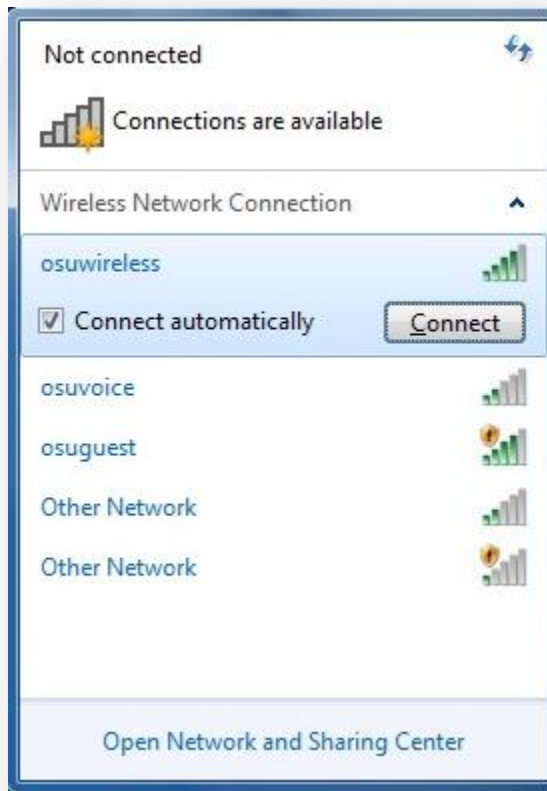 Not connected
Connections are available
Wireless Network Connection
osuwireless
Connect automatically Connect
osuvoice
osuguest
Other Network
Other Network
Open Network and Sharing Center